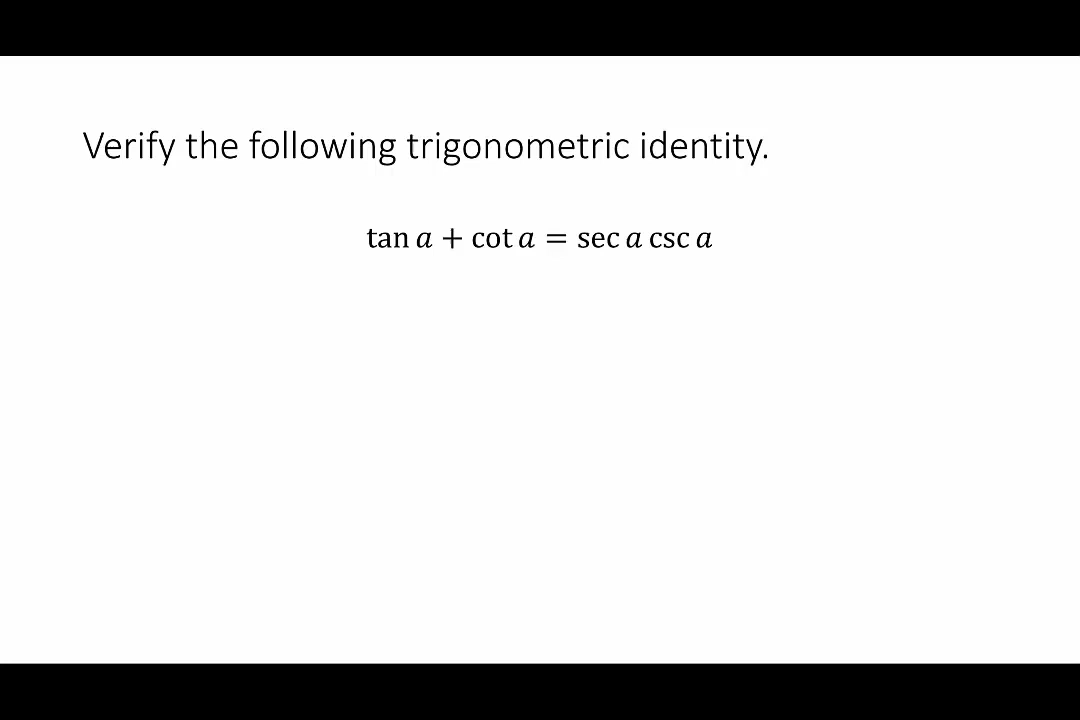 Verify the following trigonometric identity.
tan a + cot a = sec a csc a